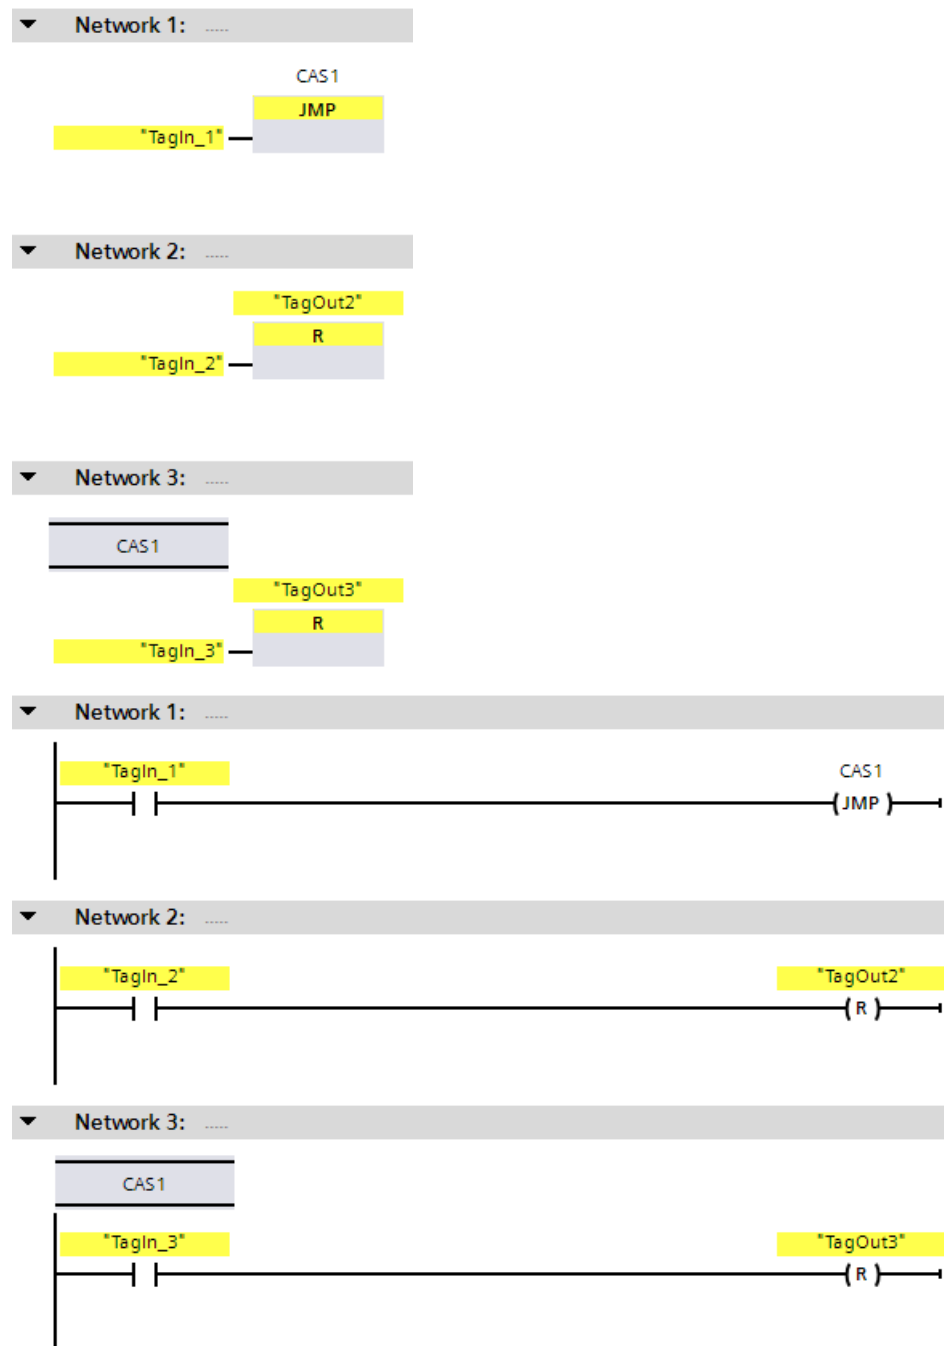 Network 1: .....
CAS1
JMP
"TagIn_1"
Network 2: .....
"TagOut2"
R
"TagIn_2"
Network 3: .....
CAS1
"TagOut3"
R
"TagIn_3"
Network 1: .....
"TagIn_1" CAS1
JMP
Network 2: .....
"TagIn_2" "TagOut2"
R
Network 3: .....
CAS1
"TagIn_3" "TagOut3"
R